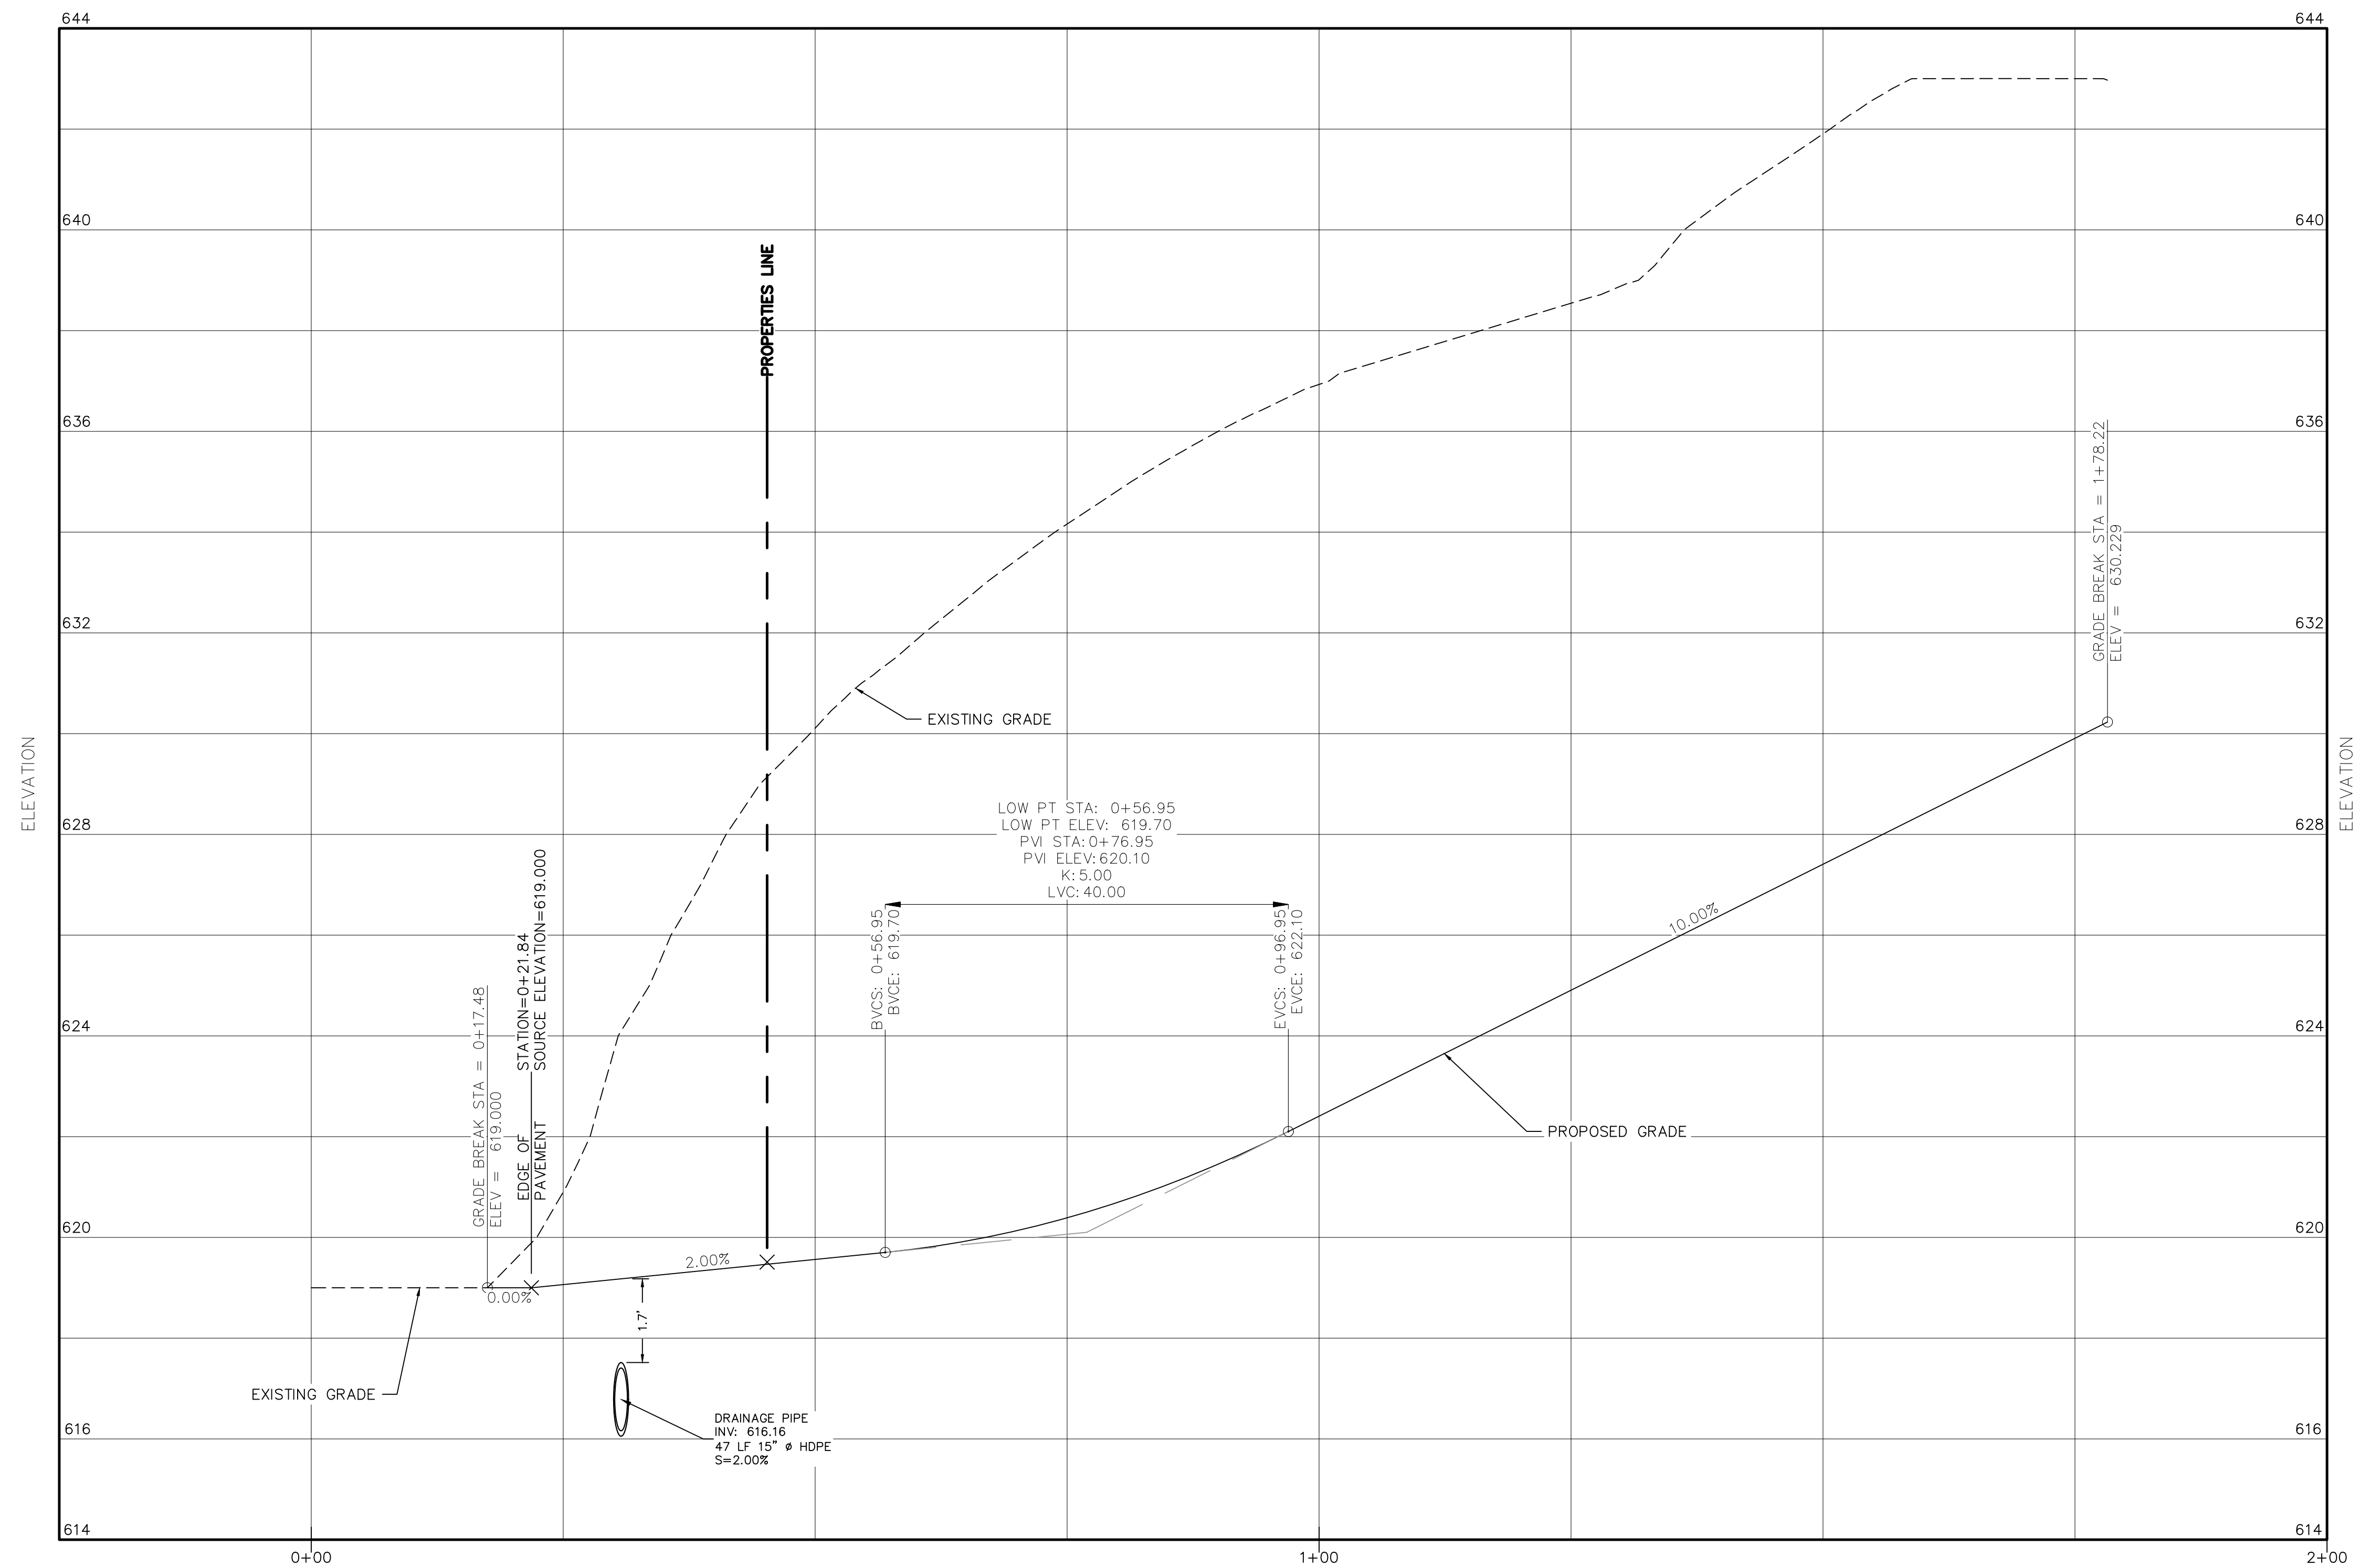 644
644
640
640
PROPERTIES LINE
636
636
GRADE BREAK STA = 1+78.22
ELEV = 630.229
632
632
EXISTING GRADE
ELEVATION
ELEVATION
LOW PT STA: 0+56.95
LOW PT ELEV: 619.70
PVI STA: 0+76.95
PVI ELEV: 620.10
K: 5.00
LVC: 40.00
628
628
BVCS: 0+56.95
BVCE: 619.70
EVCS: 0+96.95
EVCE: 622.10
10.00%
STATION=0+21.84
SOURCE ELEVATION=619.000
EDGE OF
PAVEMENT
GRADE BREAK STA = 0+17.48
ELEV = 619.000
624
624
PROPOSED GRADE
620
620
2.00%
0.00%
1.7'
EXISTING GRADE
DRAINAGE PIPE
INV: 616.16
47 LF 15" ø HDPE
S=2.00%
616
616
614
614
0+00
1+00
2+00